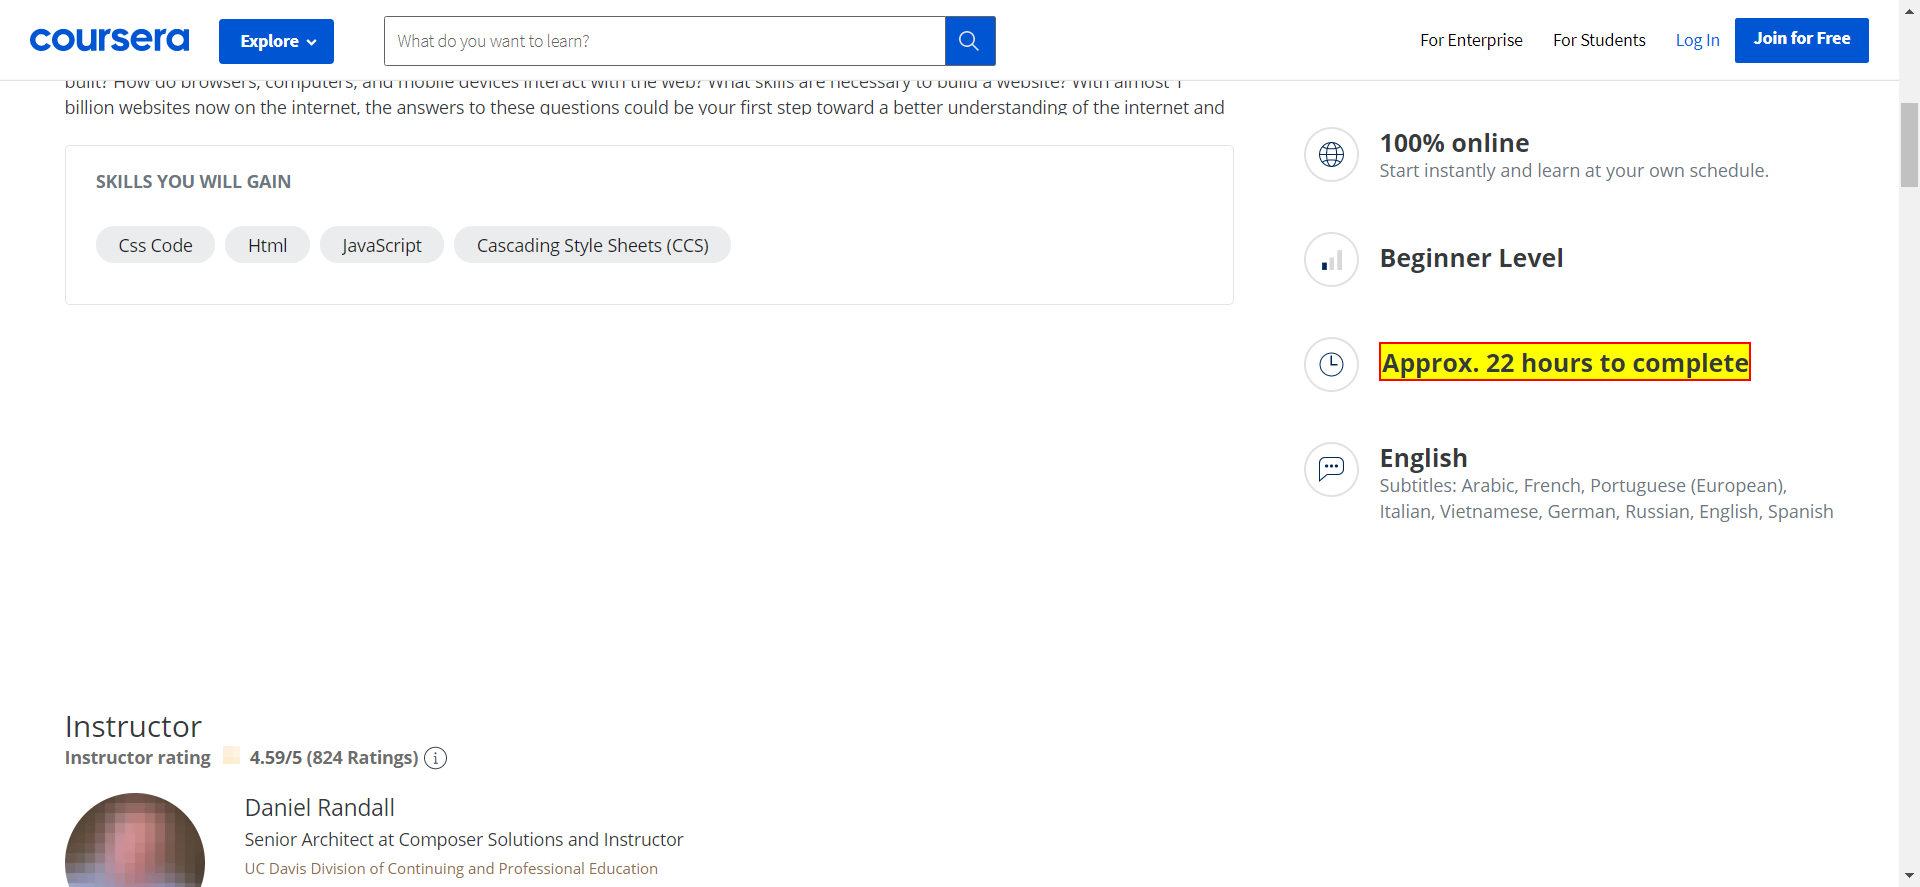 coursera
Explore
What do you want to learn?
For Enterprise
For Students
Log In
Join for Free
built? How do browsers, computers, and mobile devices interact with the web? What skills are necessary to build a website? With almost 1
billion websites now on the internet, the answers to these questions could be your first step toward a better understanding of the internet and
SKILLS YOU WILL GAIN
Css Code
Html
JavaScript
Cascading Style Sheets (CCS)
100% online
Start instantly and learn at your own schedule.
Beginner Level
Approx. 22 hours to complete
English
Subtitles: Arabic, French, Portuguese (European),
Italian, Vietnamese, German, Russian, English, Spanish
Instructor
Instructor rating 4.59/5 (824 Ratings)
Daniel Randall
Senior Architect at Composer Solutions and Instructor
UC Davis Division of Continuing and Professional Education